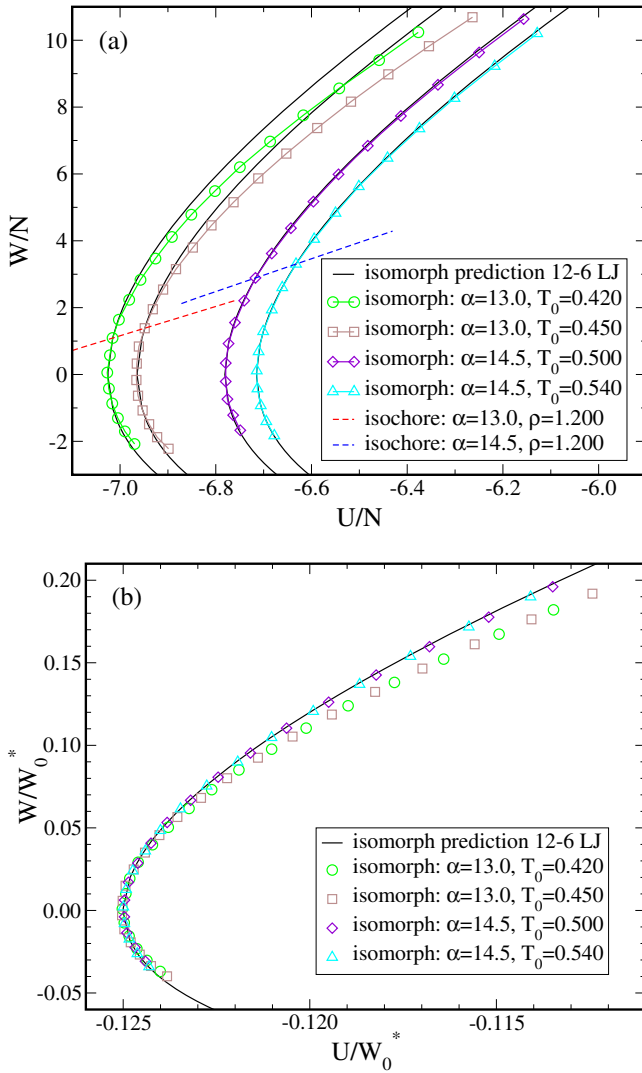 (a)
10
8
6
4
2
0
-2
W/N
isomorph prediction 12-6 LJ
isomorph: α=13.0, T₀=0.420
isomorph: α=13.0, T₀=0.450
isomorph: α=14.5, T₀=0.500
isomorph: α=14.5, T₀=0.540
isochore: α=13.0, ρ=1.200
isochore: α=14.5, ρ=1.200
-7.0 -6.8 -6.6 -6.4 -6.2 -6.0
U/N
(b)
0.20
0.15
0.10
0.05
0.00
-0.05
W/W₀*
isomorph prediction 12-6 LJ
isomorph: α=13.0, T₀=0.420
isomorph: α=13.0, T₀=0.450
isomorph: α=14.5, T₀=0.500
isomorph: α=14.5, T₀=0.540
-0.125 -0.120 -0.115
U/W₀*